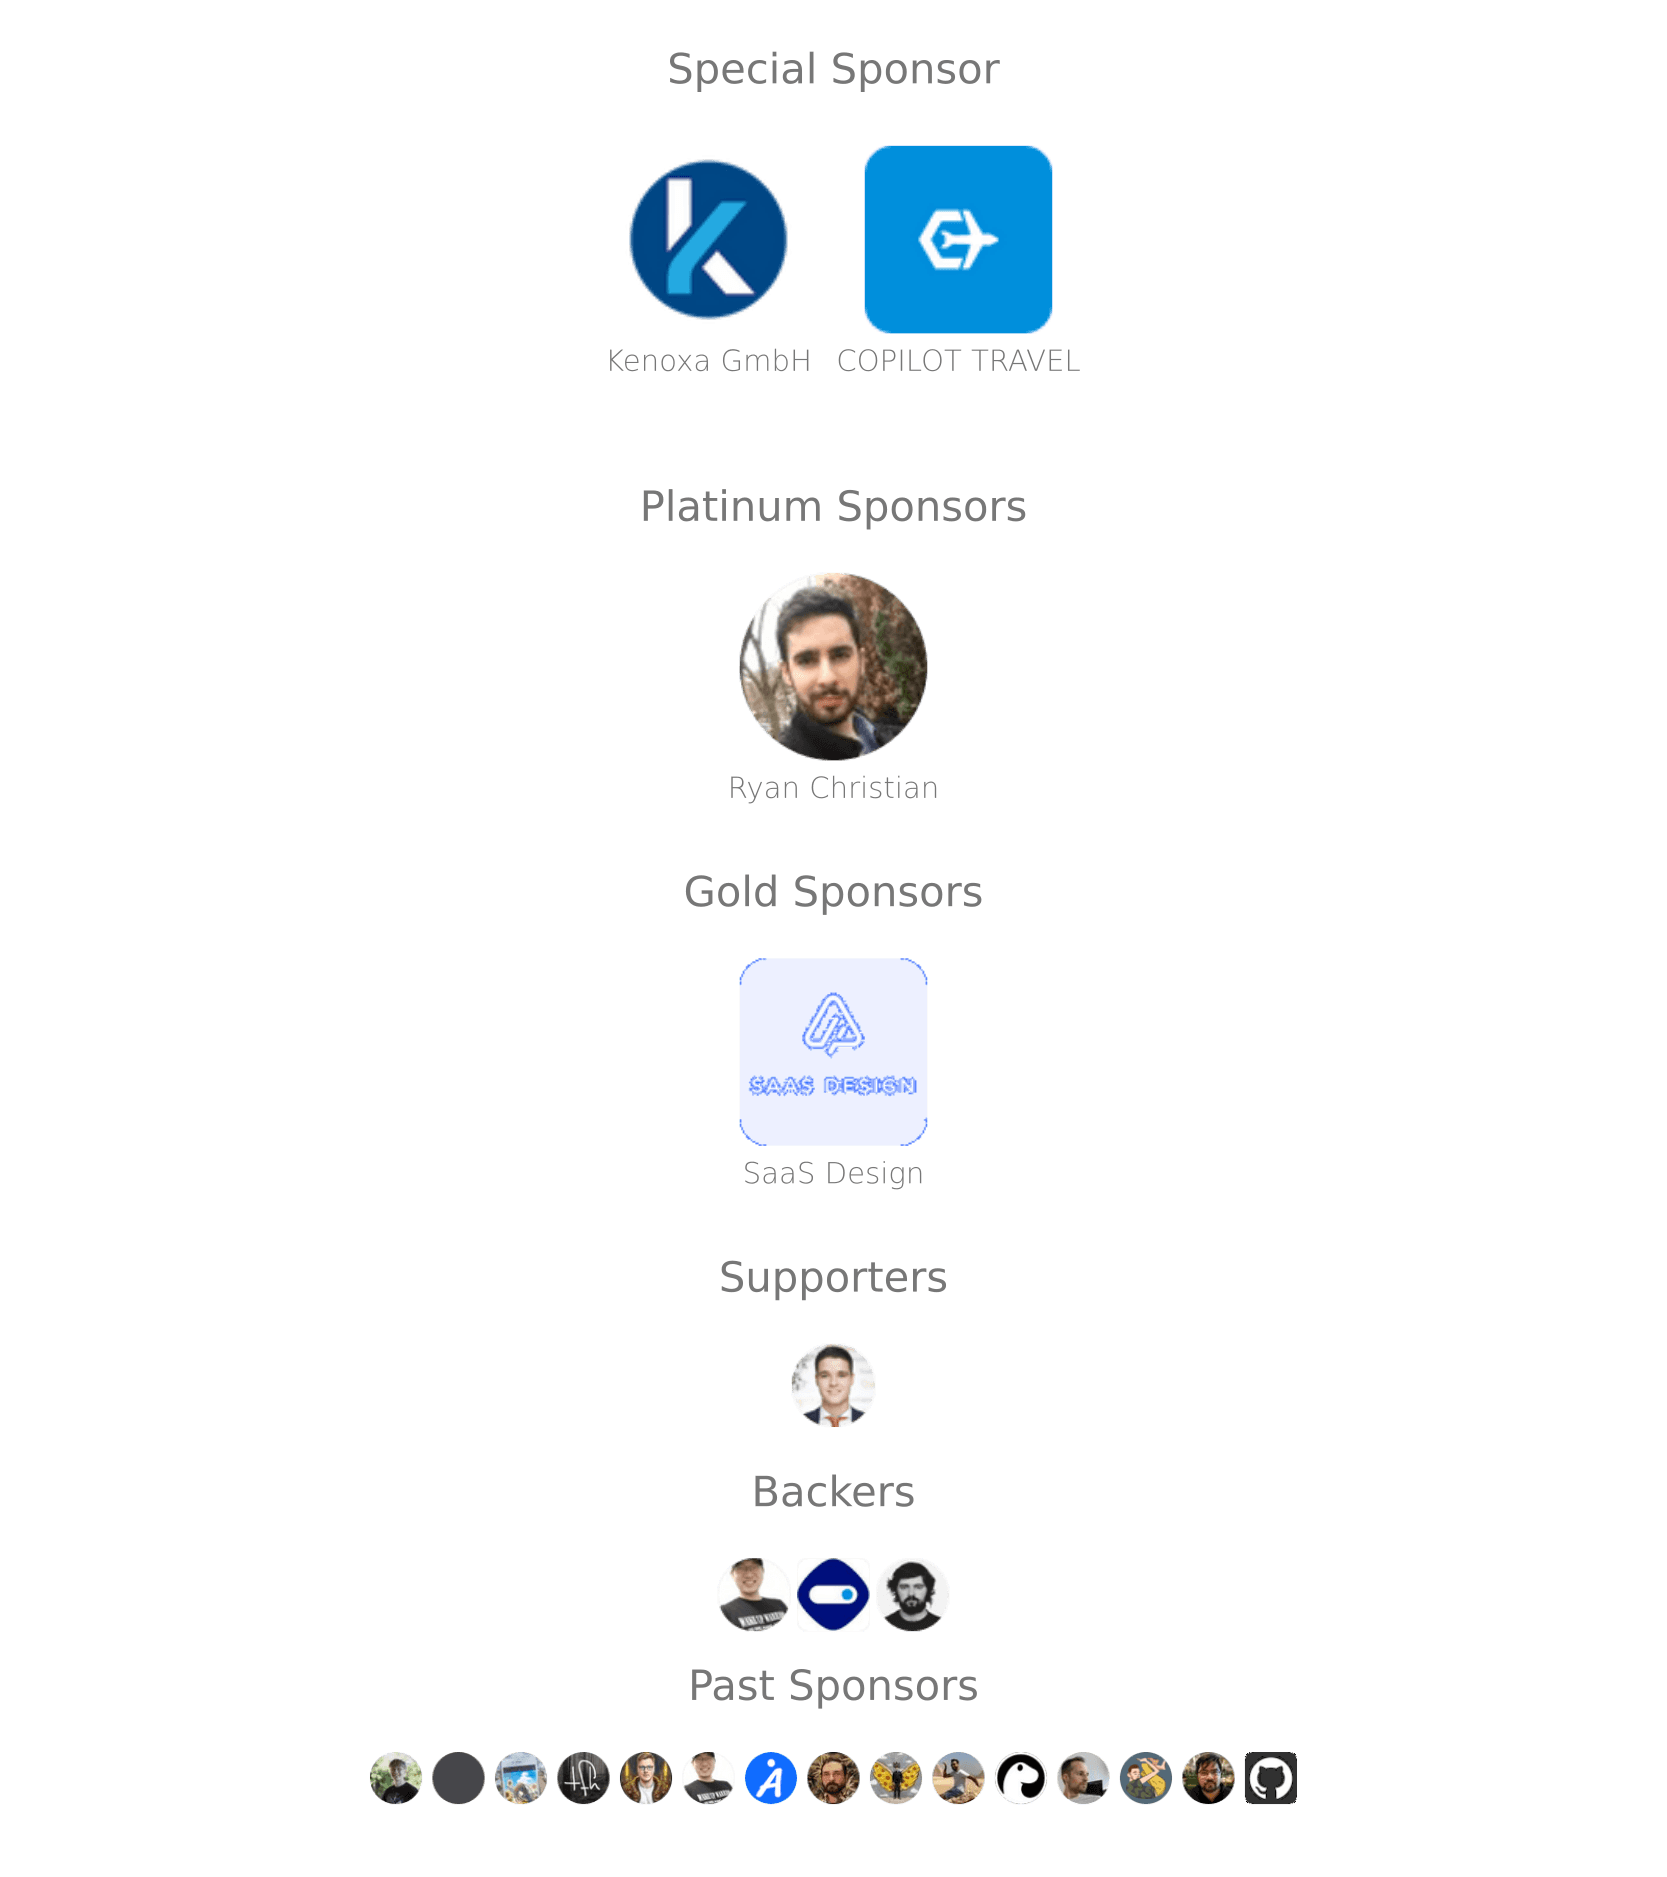 Special Sponsor
Kenoxa GmbH COPILOT TRAVEL
Platinum Sponsors
Ryan Christian
Gold Sponsors
SAAS DESIGN
SaaS Design
Supporters
Backers
Past Sponsors